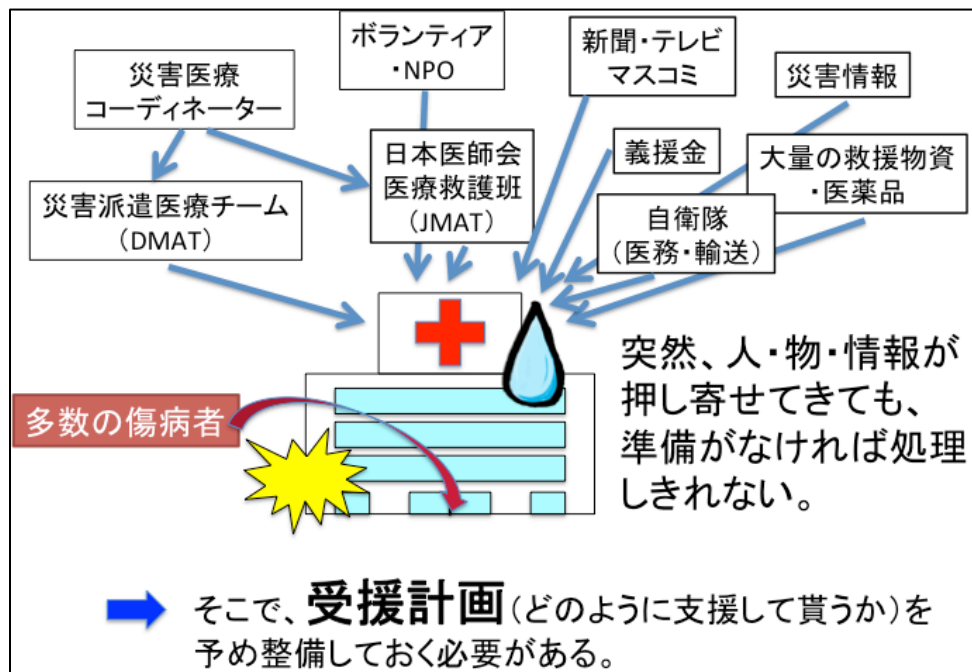 災害医療
コーディネーター
ボランティア
・NPO
新聞・テレビ
マスコミ
災害情報
災害派遣医療チーム
（DMAT）
日本医師会
医療救護班
（JMAT）
義援金
自衛隊
（医務・輸送）
大量の救援物資
・医薬品
多数の傷病者
突然、人・物・情報が
押し寄せてきても、
準備がなければ処理
しきれない。
そこで、受援計画（どのように支援して貰うか）を
予め整備しておく必要がある。